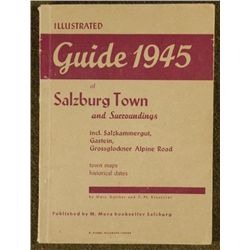 ILLUSTRATED
Guide 1945
of
Salzburg Town
and Surroundings
incl. Salzkammergut,
Gastein,
Grossglockner Alpine Road
town maps
historical dates
Published by M. Mora bookseller Salzburg